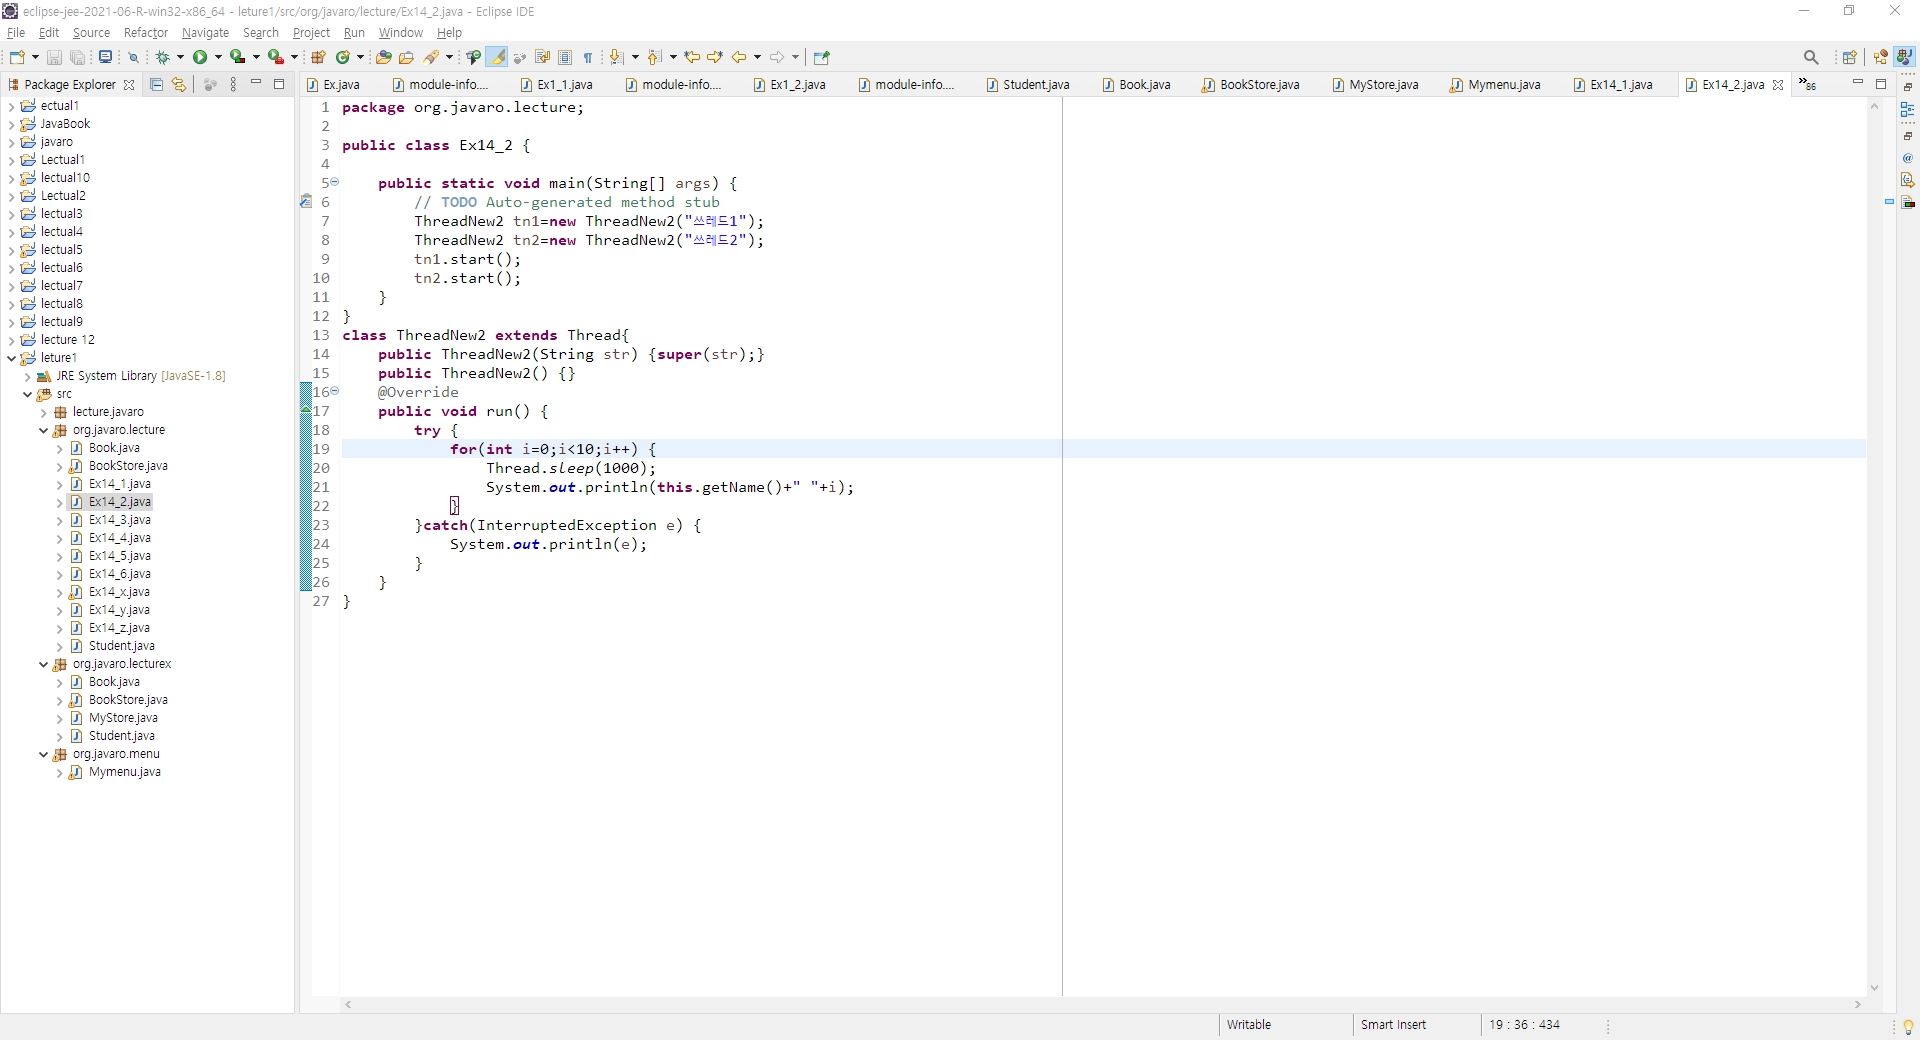 eclipse-jee-2021-06-R-win32-x86_64 - leture1/src/org/javaro/lecture/Ex14_2.java - Eclipse IDE
File Edit Source Refactor Navigate Search Project Run Window Help
Package Explorer
ectual1
JavaBook
javaro
Lectual1
lectual10
Lectual2
lectual3
lectual4
lectual5
lectual6
lectual7
lectual8
lectual9
lecture 12
leture1
JRE System Library [JavaSE-1.8]
src
lecture.javaro
org.javaro.lecture
Book.java
BookStore.java
Ex14_1.java
Ex14_2.java
Ex14_3.java
Ex14_4.java
Ex14_5.java
Ex14_6.java
Ex14_x.java
Ex14_y.java
Ex14_z.java
Student.java
org.javaro.lecturex
Book.java
BookStore.java
MyStore.java
Student.java
org.javaro.menu
Mymenu.java
Ex.java module-info.... Ex1_1.java module-info.... Ex1_2.java module-info.... Student.java Book.java BookStore.java MyStore.java Mymenu.java Ex14_1.java Ex14_2.java »86
1 package org.javaro.lecture;
2
3 public class Ex14_2 {
4
5 public static void main(String[] args) {
6 // TODO Auto-generated method stub
7 ThreadNew2 tn1=new ThreadNew2("쓰레드1");
8 ThreadNew2 tn2=new ThreadNew2("쓰레드2");
9 tn1.start();
10 tn2.start();
11 }
12 }
13 class ThreadNew2 extends Thread{
14 public ThreadNew2(String str) {super(str);}
15 public ThreadNew2() {}
16 @Override
17 public void run() {
18 try {
19 for(int i=0;i<10;i++) {
20 Thread.sleep(1000);
21 System.out.println(this.getName()+" "+i);
22 }
23 }catch(InterruptedException e) {
24 System.out.println(e);
25 }
26 }
27 }
Writable Smart Insert 19 : 36 : 434